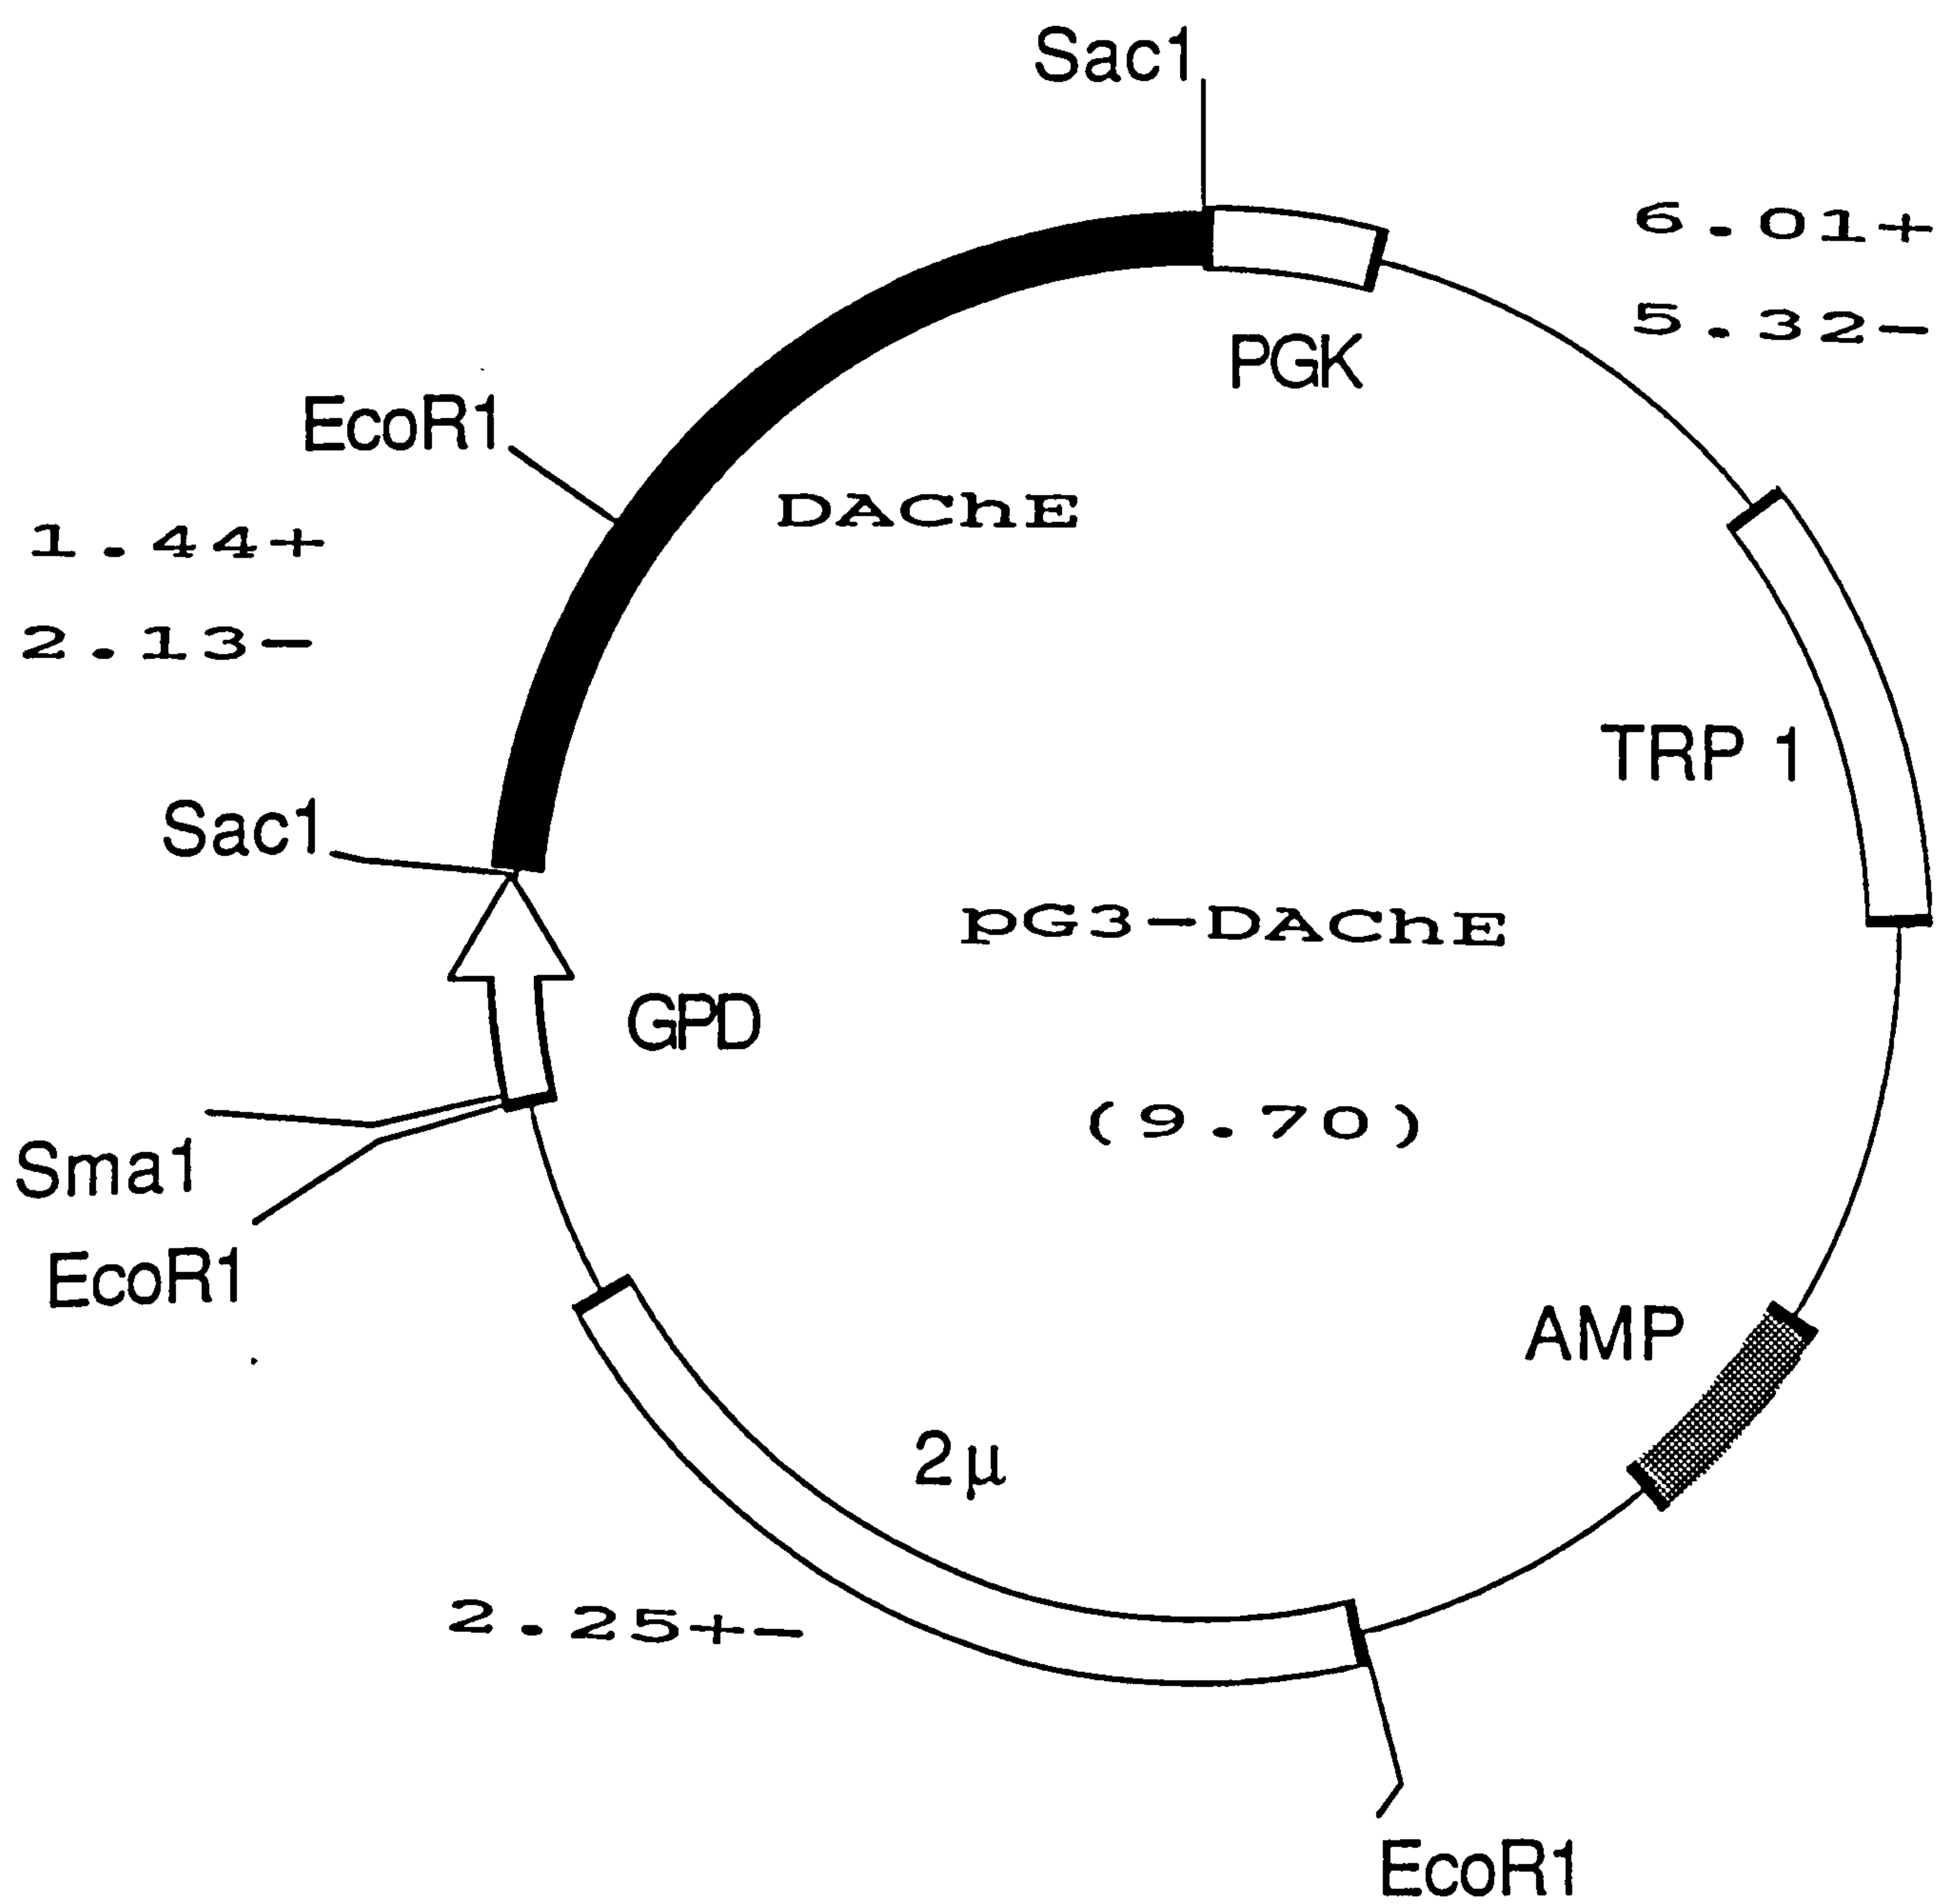 Sac1
6.01+
5.32-
PGK
EcoR1
DAChE
1.44+
2.13-
TRP 1
Sac1
pG3-DAChE
GPD
(9.70)
Sma1
EcoR1
AMP
2µ
2.25+-
EcoR1